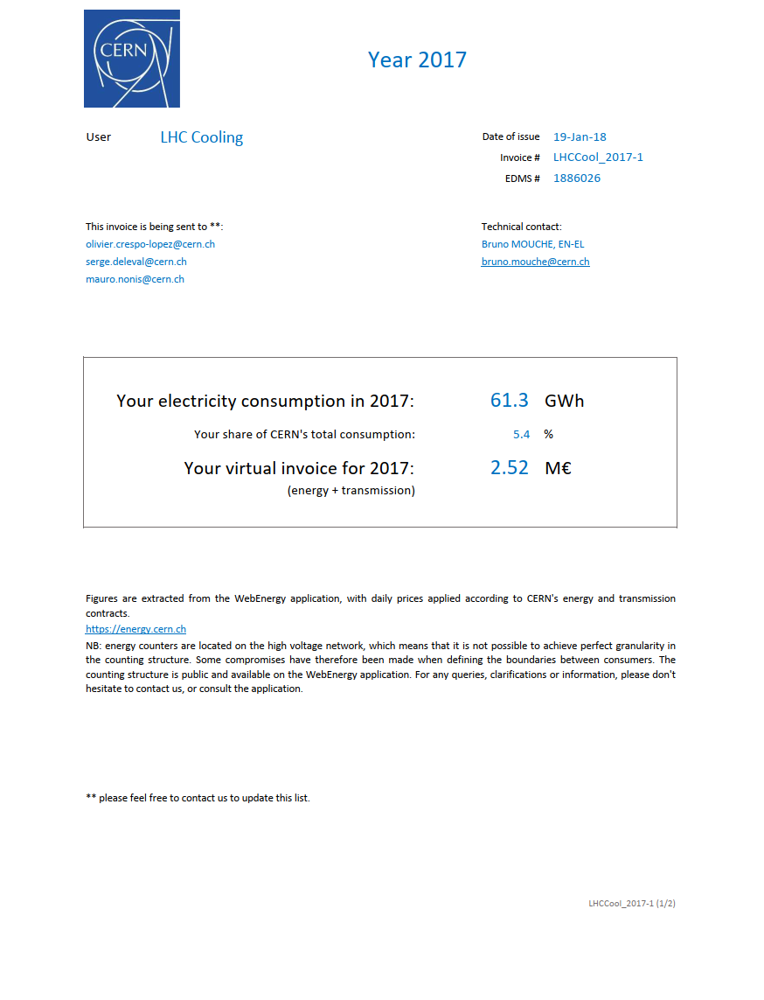 CERN
Year 2017
User LHC Cooling
Date of issue 19-Jan-18
Invoice # LHCCool_2017-1
EDMS # 1886026
This invoice is being sent to **:
olivier.crespo-lopez@cern.ch
serge.deleval@cern.ch
mauro.nonis@cern.ch
Technical contact:
Bruno MOUCHE, EN-EL
bruno.mouche@cern.ch
Your electricity consumption in 2017: 61.3 GWh
Your share of CERN's total consumption: 5.4 %
Your virtual invoice for 2017: 2.52 M€
(energy + transmission)
Figures are extracted from the WebEnergy application, with daily prices applied according to CERN's energy and transmission
contracts.
https://energy.cern.ch
NB: energy counters are located on the high voltage network, which means that it is not possible to achieve perfect granularity in
the counting structure. Some compromises have therefore been made when defining the boundaries between consumers. The
counting structure is public and available on the WebEnergy application. For any queries, clarifications or information, please don't
hesitate to contact us, or consult the application.
** please feel free to contact us to update this list.
LHCCool_2017-1 (1/2)